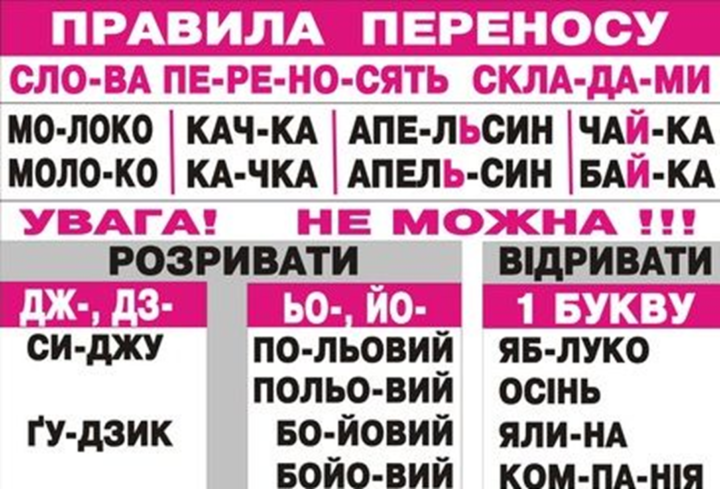 ПРАВИЛА ПЕРЕНОСУ
СЛО-ВА ПЕ-РЕ-НО-СЯТЬ СКЛА-ДА-МИ
МО-ЛОКО КАЧ-КА АПЕ-ЛЬСИН ЧАЙ-КА
МОЛО-КО КА-ЧКА АПЕЛЬ-СИН БАЙ-КА
УВАГА! НЕ МОЖНА !!!
РОЗРИВАТИ ВІДРИВАТИ
ДЖ-, ДЗ- ЬО-, ЙО- 1 БУКВУ
СИ-ДЖУ ПО-ЛЬОВИЙ ЯБ-ЛУКО
ПОЛЬО-ВИЙ ОСІНЬ
ҐУ-ДЗИК БО-ЙОВИЙ ЯЛИ-НА
БОЙО-ВИЙ КОМ-ПА-НІЯ